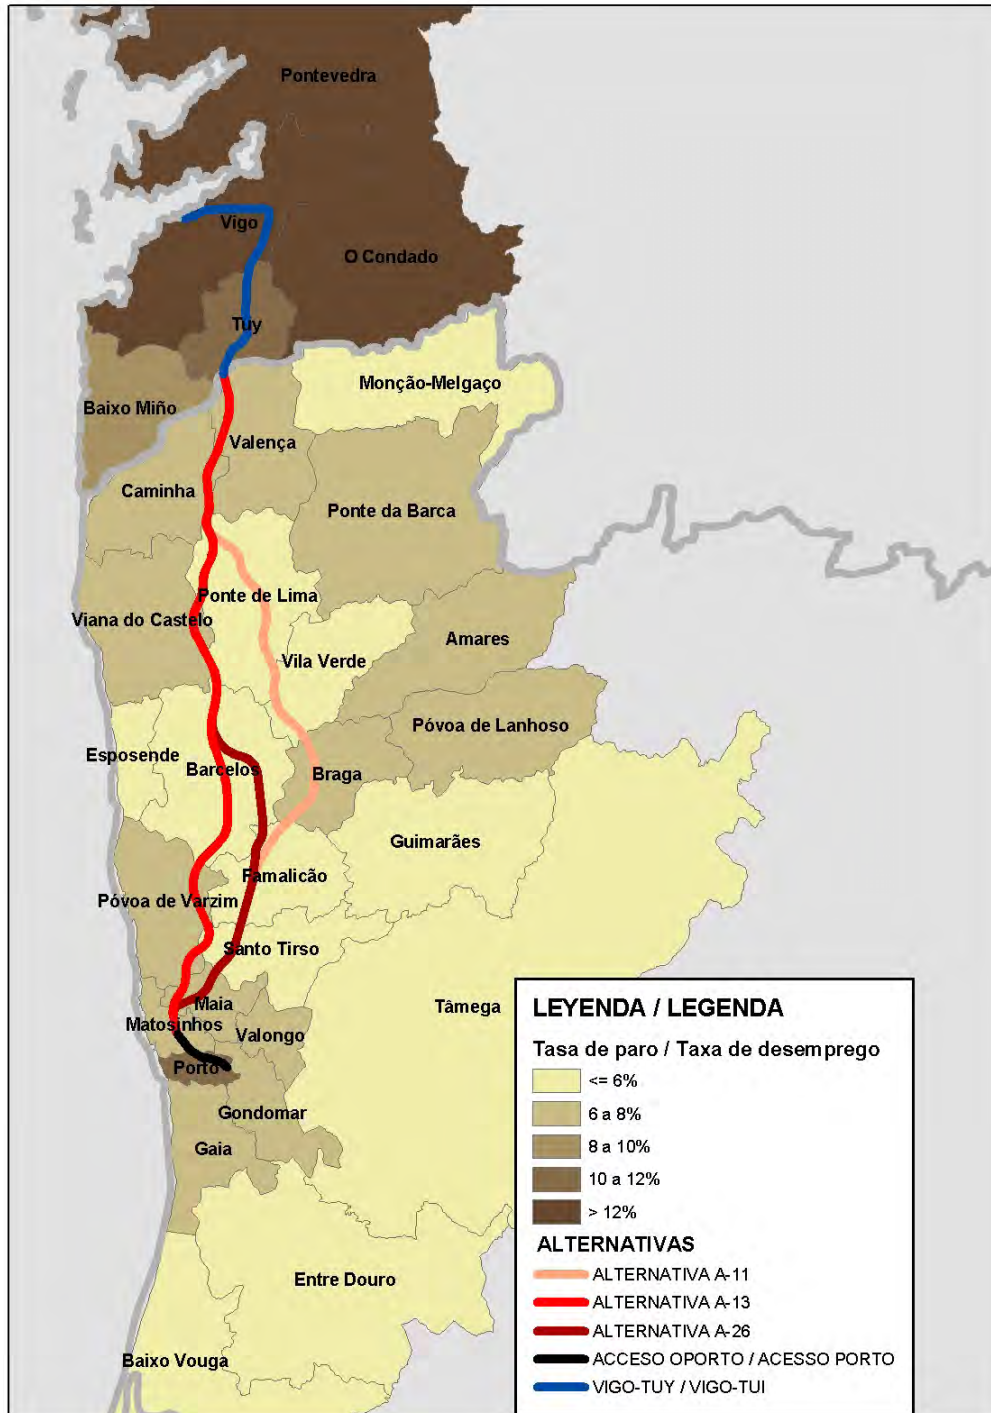 Pontevedra
Vigo
O Condado
Tuy
Monção-Melgaço
Baixo Miño
Valença
Caminha
Ponte da Barca
Ponte de Lima
Viana do Castelo
Amares
Vila Verde
Póvoa de Lanhoso
Esposende
Barcelos
Braga
Guimarães
Famalicão
Póvoa de Varzim
Santo Tirso
Maia
Tâmega
Matosinhos
Valongo
Porto
Gondomar
Gaia
Entre Douro
Baixo Vouga
LEYENDA / LEGENDA
Tasa de paro / Taxa de desemprego
<= 6%
6 a 8%
8 a 10%
10 a 12%
> 12%
ALTERNATIVAS
ALTERNATIVA A-11
ALTERNATIVA A-13
ALTERNATIVA A-26
ACCESO OPORTO / ACESSO PORTO
VIGO-TUY / VIGO-TUI